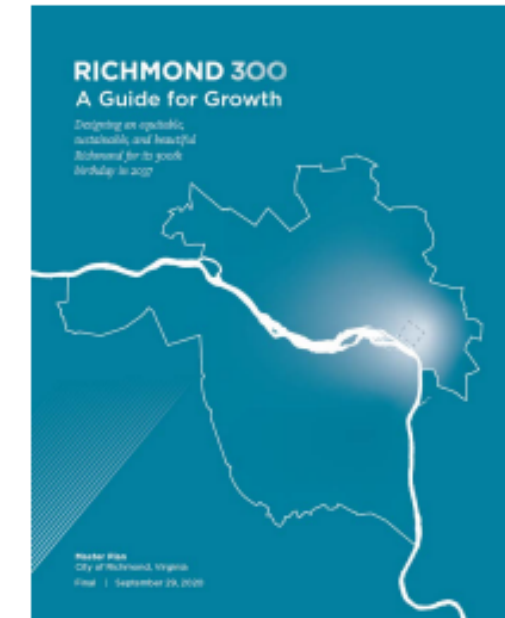 RICHMOND 300
A Guide for Growth
Designing an equitable,
sustainable, and beautiful
Richmond for its 300th
birthday in 2037
Master Plan
City of Richmond, Virginia
Final | September 29, 2020